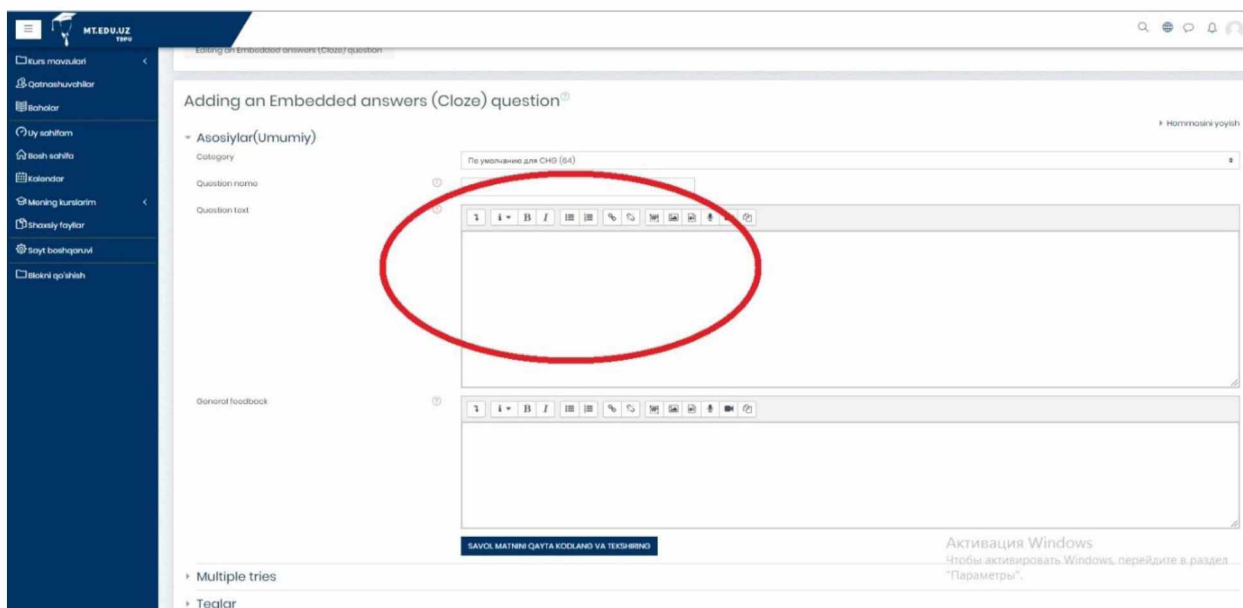 MT.EDU.UZ
TDPU
Kurs mavzulari
Qatnashuvchilar
Baholar
Uy sahifam
Bosh sahifa
Kalendar
Mening kurslarim
Shaxsiy fayllar
Sayt boshqaruvi
Blokni qo'shish
Editing an Embedded answers (Cloze) question
Adding an Embedded answers (Cloze) question
Hammasini yoyish
Asosiylar(Umumiy)
Category
По умолчанию для CHG (64)
Question name
Question text
General feedback
SAVOL MATNINI QAYTA KODLANG VA TEKSHIRING
Multiple tries
Teglar
Активация Windows
Чтобы активировать Windows, перейдите в раздел
"Параметры".